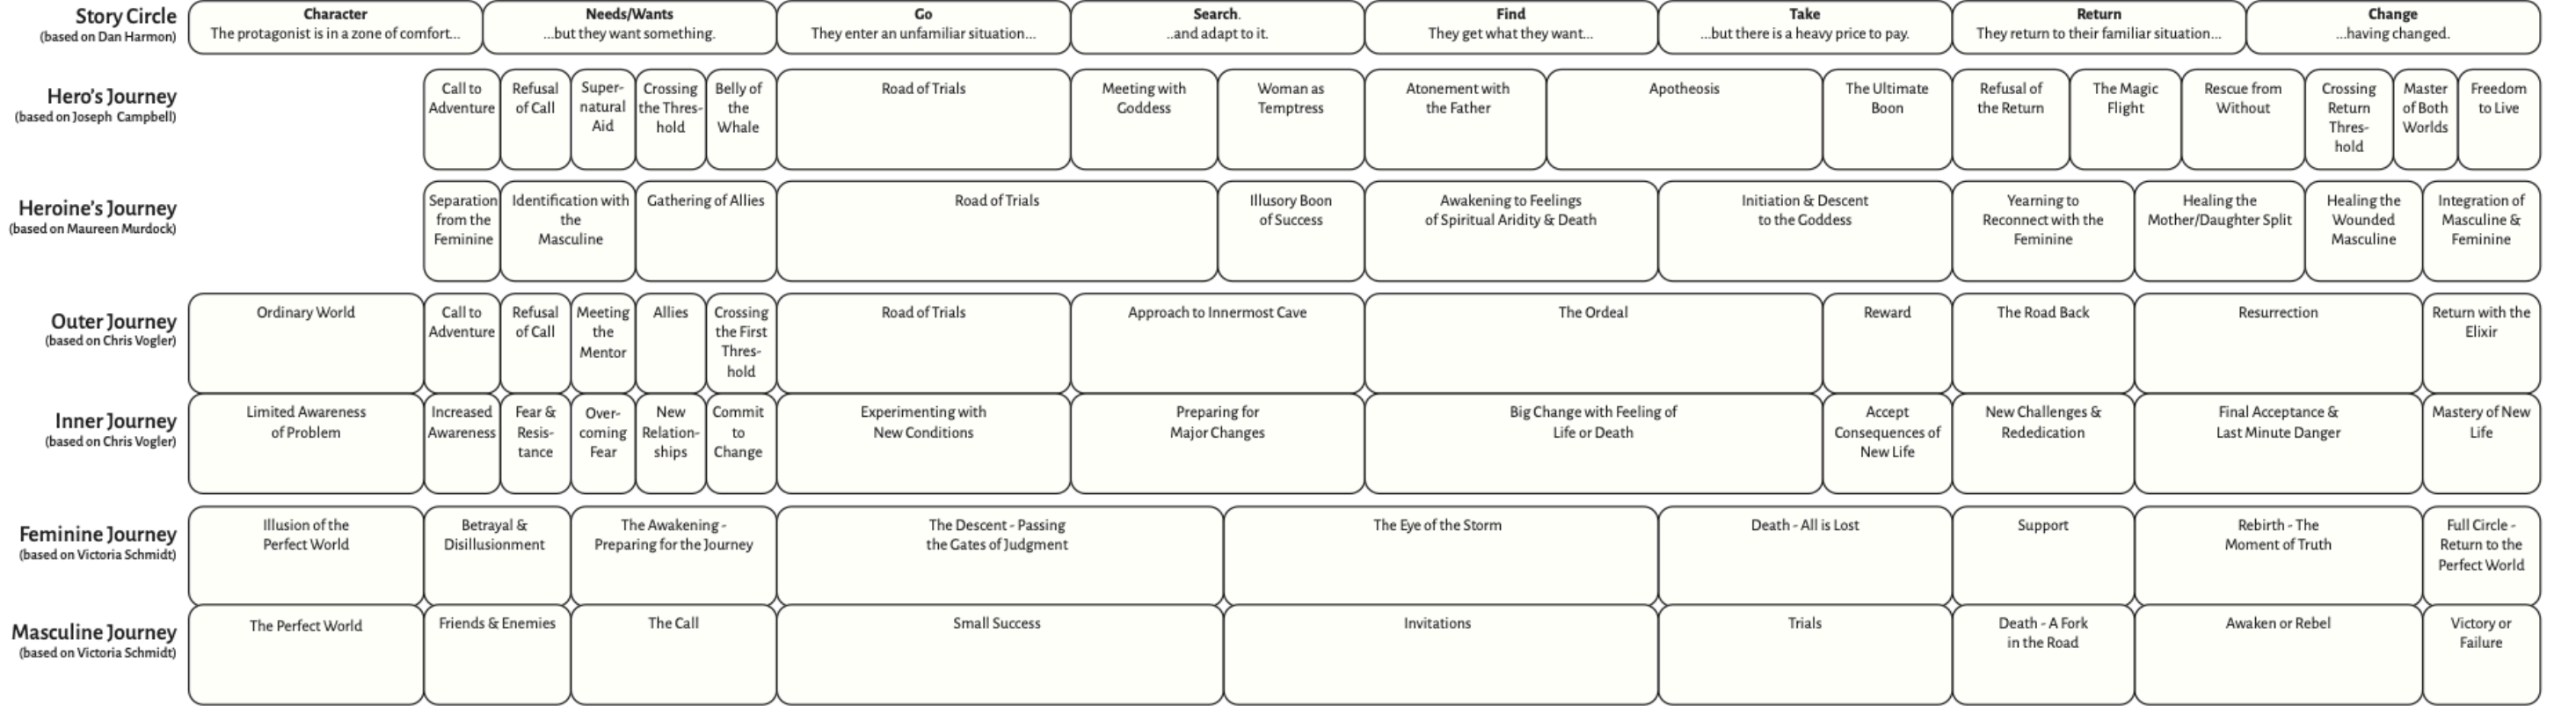 Story Circle
(based on Dan Harmon)
Character
The protagonist is in a zone of comfort...
Needs/Wants
...but they want something.
Go
They enter an unfamiliar situation...
Search.
..and adapt to it.
Find
They get what they want...
Take
...but there is a heavy price to pay.
Return
They return to their familiar situation...
Change
...having changed.
Hero's Journey
(based on Joseph Campbell)
Call to
Adventure
Refusal
of Call
Super-
natural
Aid
Crossing
the Thres-
hold
Belly of
the
Whale
Road of Trials
Meeting with
Goddess
Woman as
Temptress
Atonement with
the Father
Apotheosis
The Ultimate
Boon
Refusal of
the Return
The Magic
Flight
Rescue from
Without
Crossing
Return
Thres-
hold
Master
of Both
Worlds
Freedom
to Live
Heroine's Journey
(based on Maureen Murdock)
Separation
from the
Feminine
Identification with
the
Masculine
Gathering of Allies
Road of Trials
Illusory Boon
of Success
Awakening to Feelings
of Spiritual Aridity & Death
Initiation & Descent
to the Goddess
Yearning to
Reconnect with the
Feminine
Healing the
Mother/Daughter Split
Healing the
Wounded
Masculine
Integration of
Masculine &
Feminine
Outer Journey
(based on Chris Vogler)
Ordinary World
Call to
Adventure
Refusal
of Call
Meeting
the
Mentor
Allies
Crossing
the First
Thres-
hold
Road of Trials
Approach to Innermost Cave
The Ordeal
Reward
The Road Back
Resurrection
Return with the
Elixir
Inner Journey
(based on Chris Vogler)
Limited Awareness
of Problem
Increased
Awareness
Fear &
Resis-
tance
Over-
coming
Fear
New
Relation-
ships
Commit
to
Change
Experimenting with
New Conditions
Preparing for
Major Changes
Big Change with Feeling of
Life or Death
Accept
Consequences of
New Life
New Challenges &
Rededication
Final Acceptance &
Last Minute Danger
Mastery of New
Life
Feminine Journey
(based on Victoria Schmidt)
Illusion of the
Perfect World
Betrayal &
Disillusionment
The Awakening -
Preparing for the Journey
The Descent - Passing
the Gates of Judgment
The Eye of the Storm
Death - All is Lost
Support
Rebirth - The
Moment of Truth
Full Circle -
Return to the
Perfect World
Masculine Journey
(based on Victoria Schmidt)
The Perfect World
Friends & Enemies
The Call
Small Success
Invitations
Trials
Death - A Fork
in the Road
Awaken or Rebel
Victory or
Failure